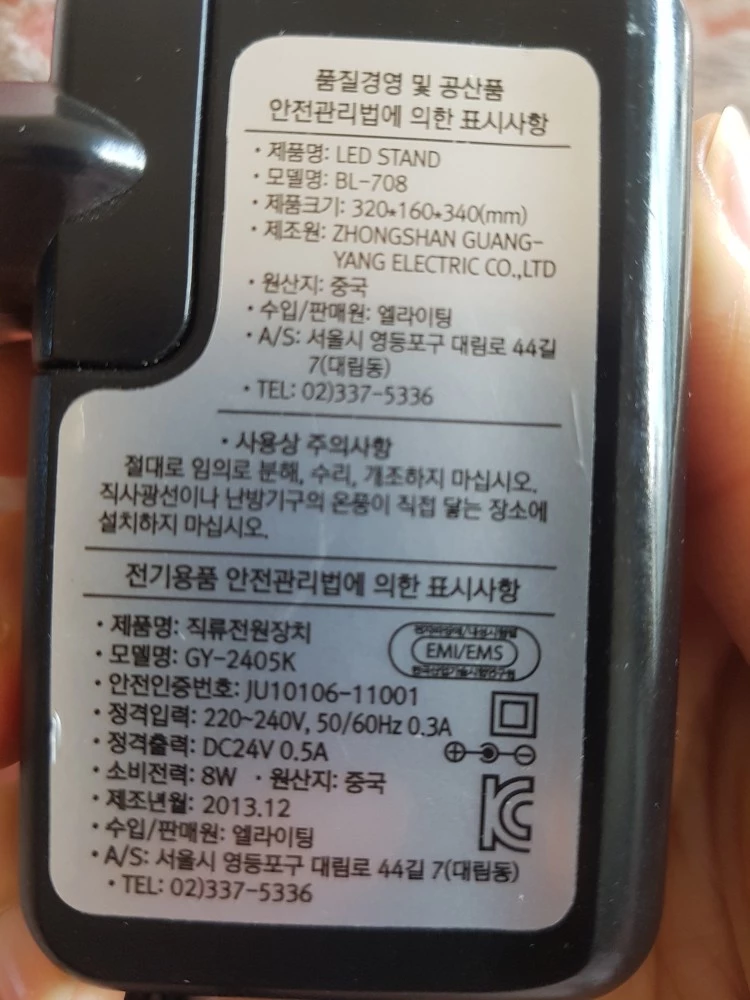 품질경영 및 공산품
안전관리법에 의한 표시사항
· 제품명: LED STAND
· 모델명: BL-708
· 제품크기: 320*160*340(mm)
· 제조원: ZHONGSHAN GUANG-
YANG ELECTRIC CO.,LTD
· 원산지: 중국
· 수입/판매원: 엘라이팅
· A/S: 서울시 영등포구 대림로 44길
7(대림동)
· TEL: 02)337-5336
· 사용상 주의사항
절대로 임의로 분해, 수리, 개조하지 마십시오.
직사광선이나 난방기구의 온풍이 직접 닿는 장소에
설치하지 마십시오.
전기용품 안전관리법에 의한 표시사항
· 제품명: 직류전원장치
· 모델명: GY-2405K
EMI/EMS
· 안전인증번호: JU10106-11001
· 정격입력: 220~240V, 50/60Hz 0.3A
· 정격출력: DC24V 0.5A
· 소비전력: 8W · 원산지: 중국
· 제조년월: 2013.12
· 수입/판매원: 엘라이팅
· A/S: 서울시 영등포구 대림로 44길 7(대림동)
· TEL: 02)337-5336